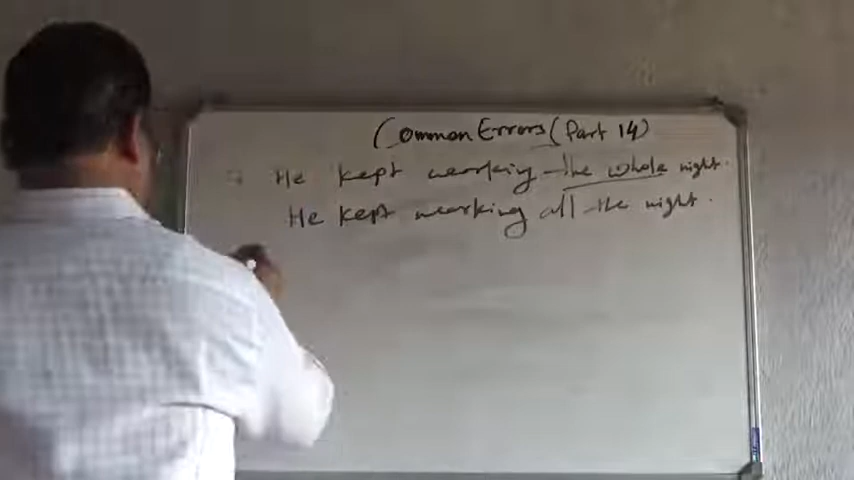 Common Errors (Part 14)
He kept working the whole night.
He kept working all the night.